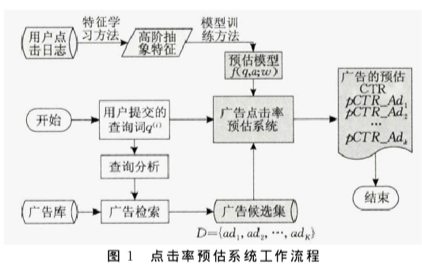 用户点
击日志
特征学
习方法
高阶抽
象特征
模型训
练方法
预估模型
f(q,a;w)
开始
用户提交的
查询词q⁽ⁱ⁾
广告点击率
预估系统
广告的预估
CTR
pCTR_Ad₁
pCTR_Ad₂
…
pCTR_Adₖ
查询分析
结束
广告库
广告检索
广告候选集
D={ad₁,ad₂,…,ad_K}
图 1 点击率预估系统工作流程